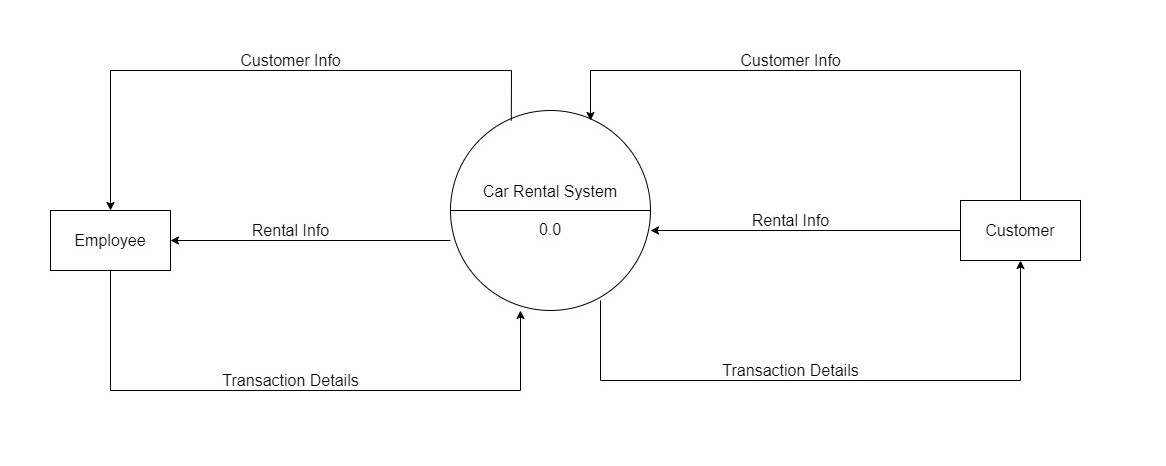 Customer Info
Customer Info
Car Rental System
0.0
Employee
Rental Info
Rental Info
Customer
Transaction Details
Transaction Details